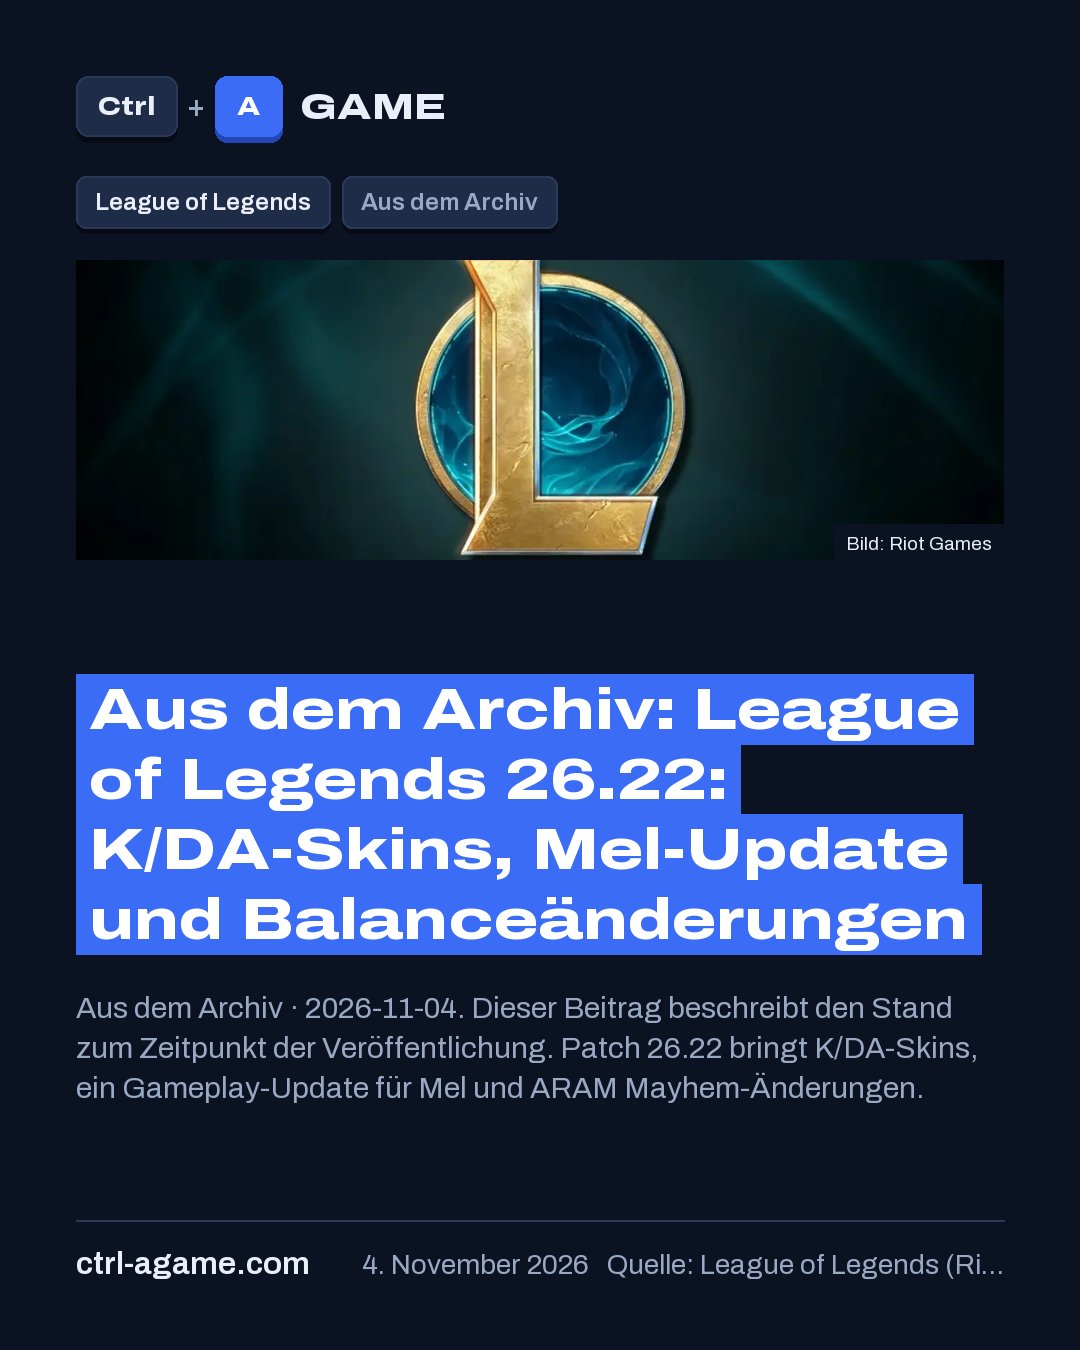 Ctrl + A GAME
League of Legends Aus dem Archiv
Bild: Riot Games
Aus dem Archiv: League
of Legends 26.22:
K/DA-Skins, Mel-Update
und Balanceänderungen
Aus dem Archiv · 2026-11-04. Dieser Beitrag beschreibt den Stand
zum Zeitpunkt der Veröffentlichung. Patch 26.22 bringt K/DA-Skins,
ein Gameplay-Update für Mel und ARAM Mayhem-Änderungen.
ctrl-agame.com 4. November 2026 Quelle: League of Legends (Ri...